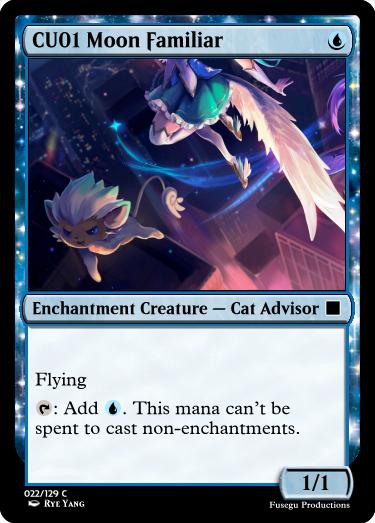 CU01 Moon Familiar
Enchantment Creature — Cat Advisor
Flying
: Add . This mana can't be
spent to cast non-enchantments.
1/1
022/129 C
Rye Yang
Fusegu Productions